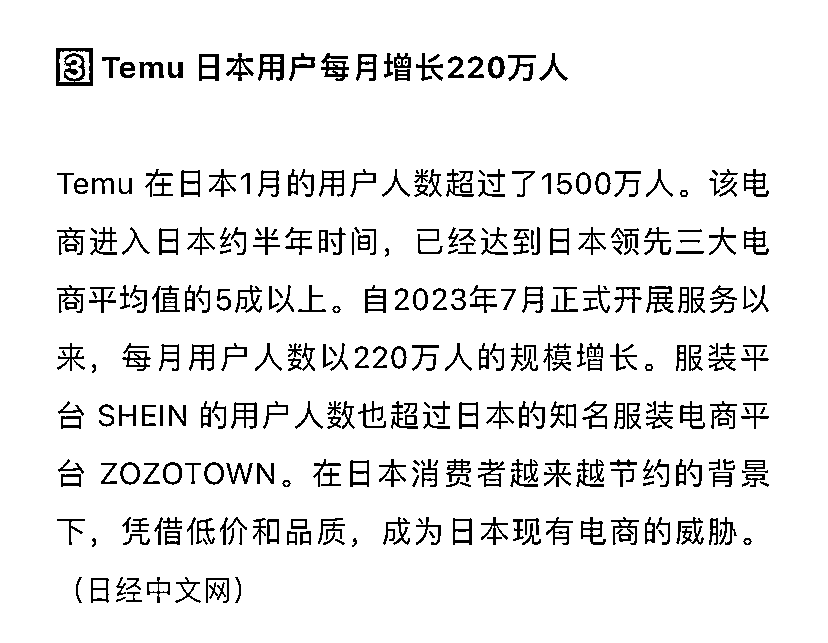 3 Temu 日本用户每月增长220万人
Temu 在日本1月的用户人数超过了1500万人。该电
商进入日本约半年时间，已经达到日本领先三大电
商平均值的5成以上。自2023年7月正式开展服务以
来，每月用户人数以220万人的规模增长。服装平
台 SHEIN 的用户人数也超过日本的知名服装电商平
台 ZOZOTOWN。在日本消费者越来越节约的背景
下，凭借低价和品质，成为日本现有电商的威胁。
（日经中文网）